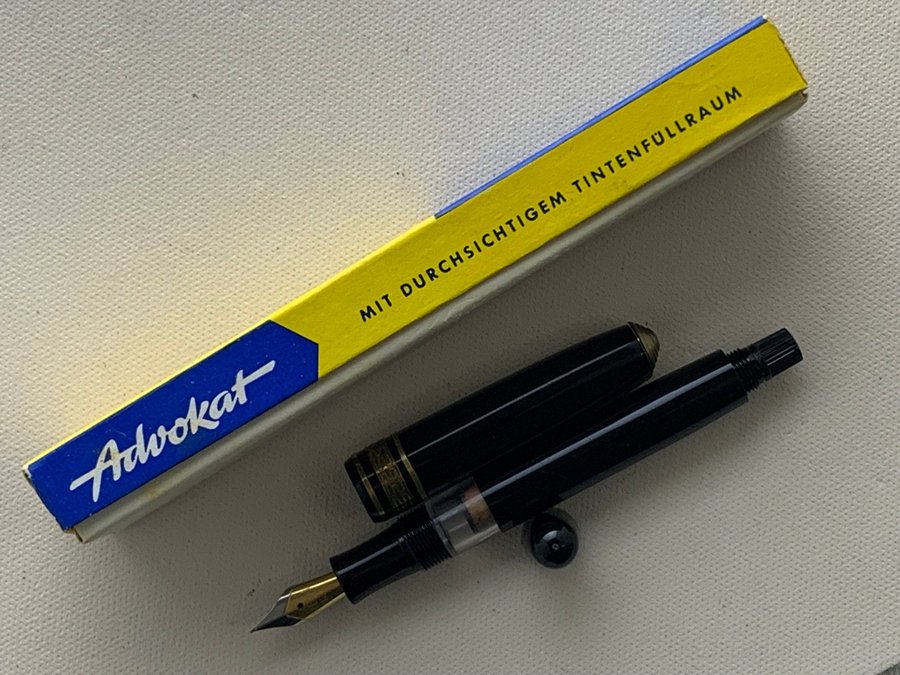 Advokat
MIT DURCHSICHTIGEM TINTENFÜLLRAUM